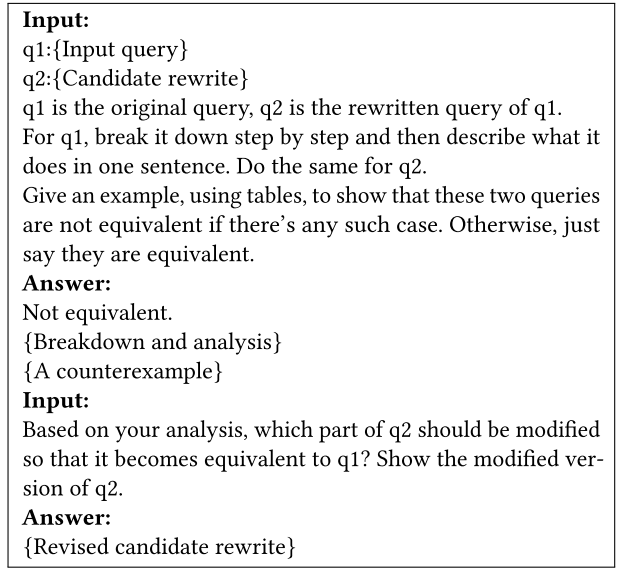 Input:
q1:{Input query}
q2:{Candidate rewrite}
q1 is the original query, q2 is the rewritten query of q1.
For q1, break it down step by step and then describe what it
does in one sentence. Do the same for q2.
Give an example, using tables, to show that these two queries
are not equivalent if there's any such case. Otherwise, just
say they are equivalent.
Answer:
Not equivalent.
{Breakdown and analysis}
{A counterexample}
Input:
Based on your analysis, which part of q2 should be modified
so that it becomes equivalent to q1? Show the modified ver-
sion of q2.
Answer:
{Revised candidate rewrite}